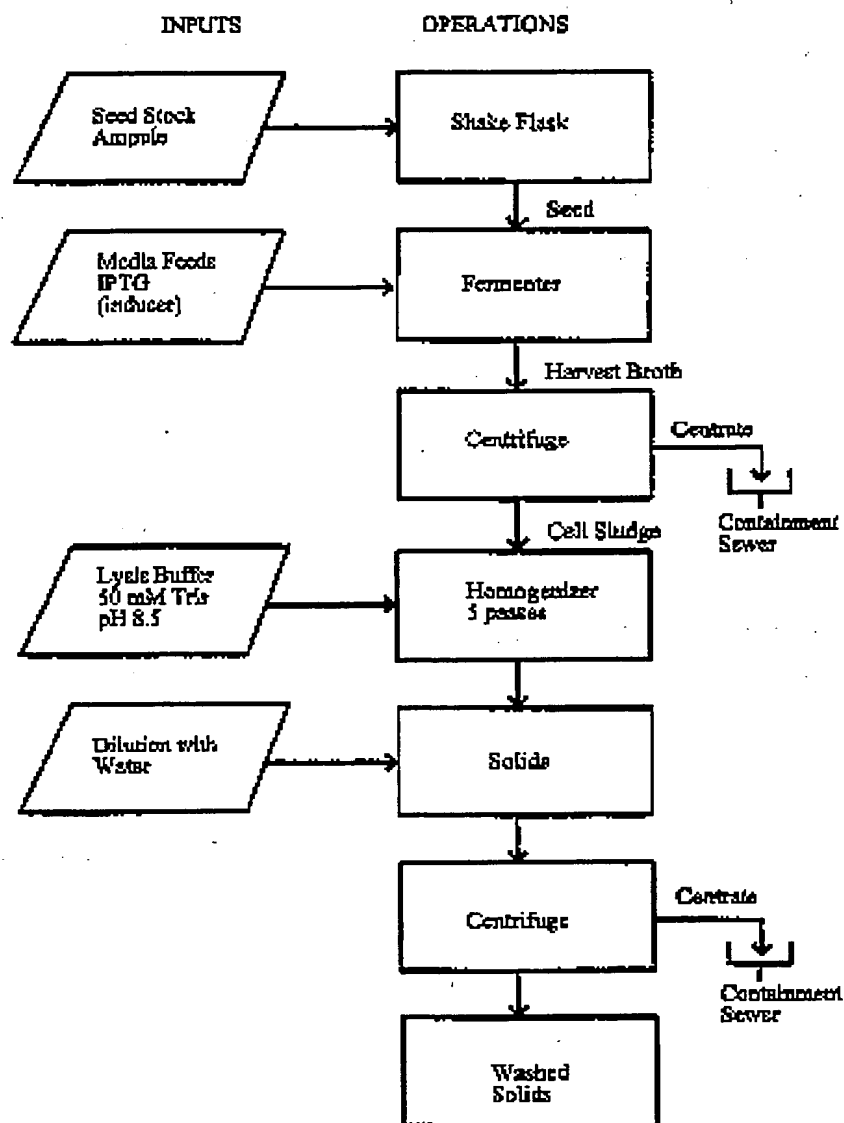 INPUTS
OPERATIONS
Seed Stock
Ampule
Shake Flask
Seed
Media Feeds
IPTG
(inducer)
Fermenter
Harvest Broth
Centrifuge
Centrate
Containment
Sewer
Cell Sludge
Lysis Buffer
50 mM Tris
pH 8.5
Homogenizer
5 passes
Dilution with
Water
Solids
Centrifuge
Centrate
Containment
Sewer
Washed
Solids